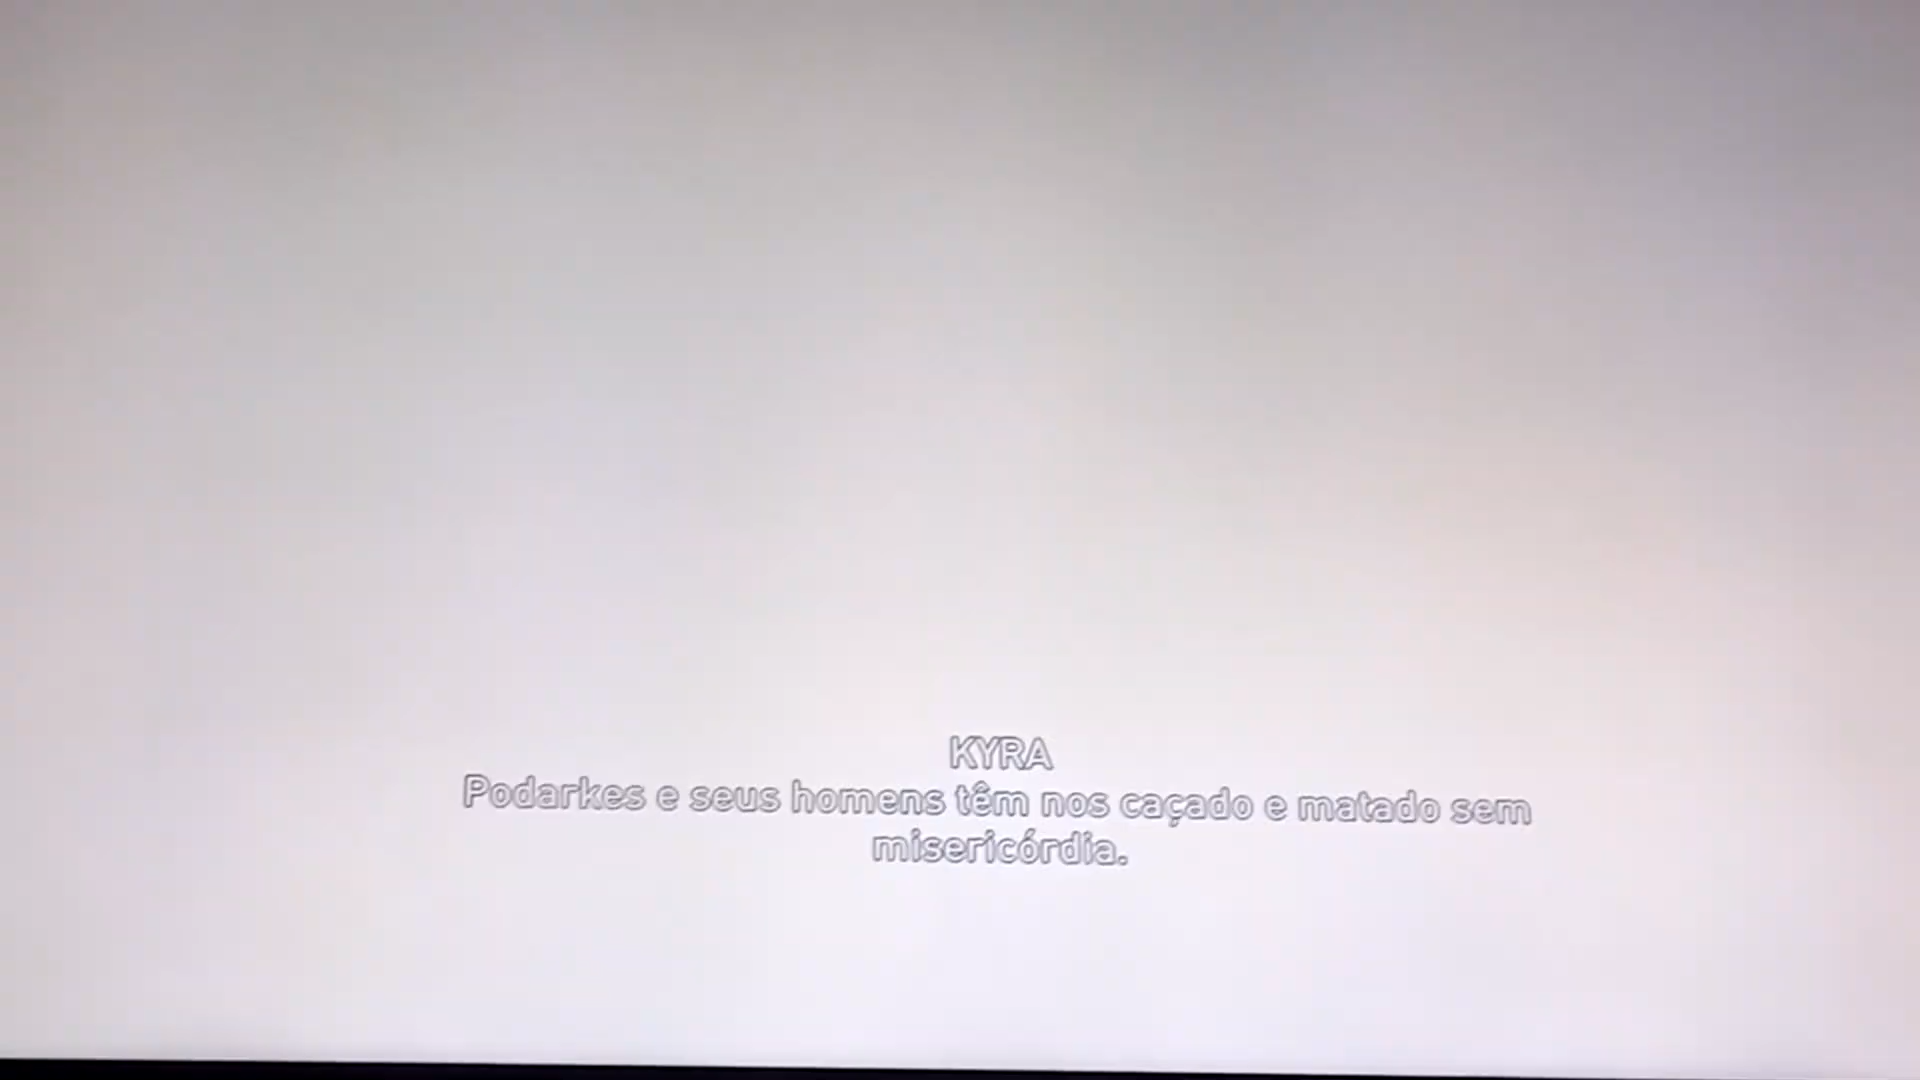 KYRA
Podarkes e seus homens têm nos caçado e matado sem
misericórdia.